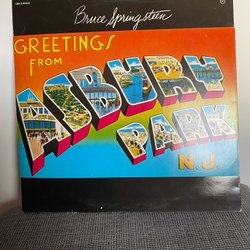 Bruce Springsteen
GREETINGS
FROM
ASBURY
PARK
N.J.